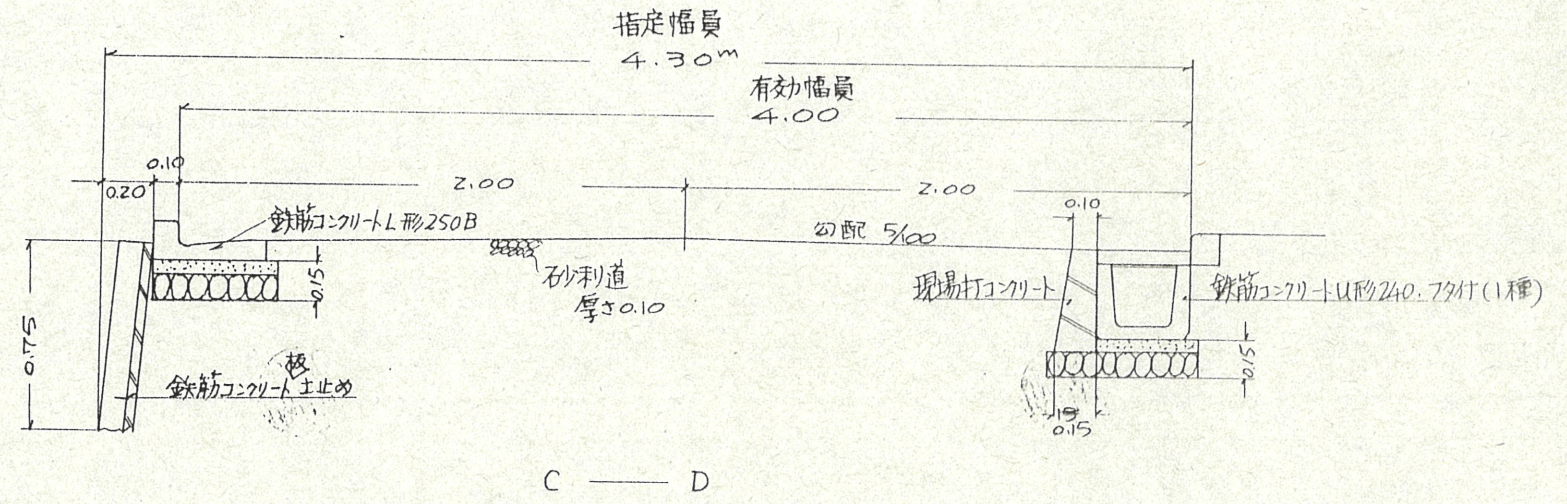 指定幅員
4.30m
有効幅員
4.00
0.10
0.20
2.00
2.00
0.10
鉄筋コンクリートL形250B
勾配 5/100
0.15
砂利道
厚さ0.10
現場打コンクリート
鉄筋コンクリートU形240.フタ付(1種)
0.75
0.15
鉄筋コンクリート板土止め
0.15
C — D